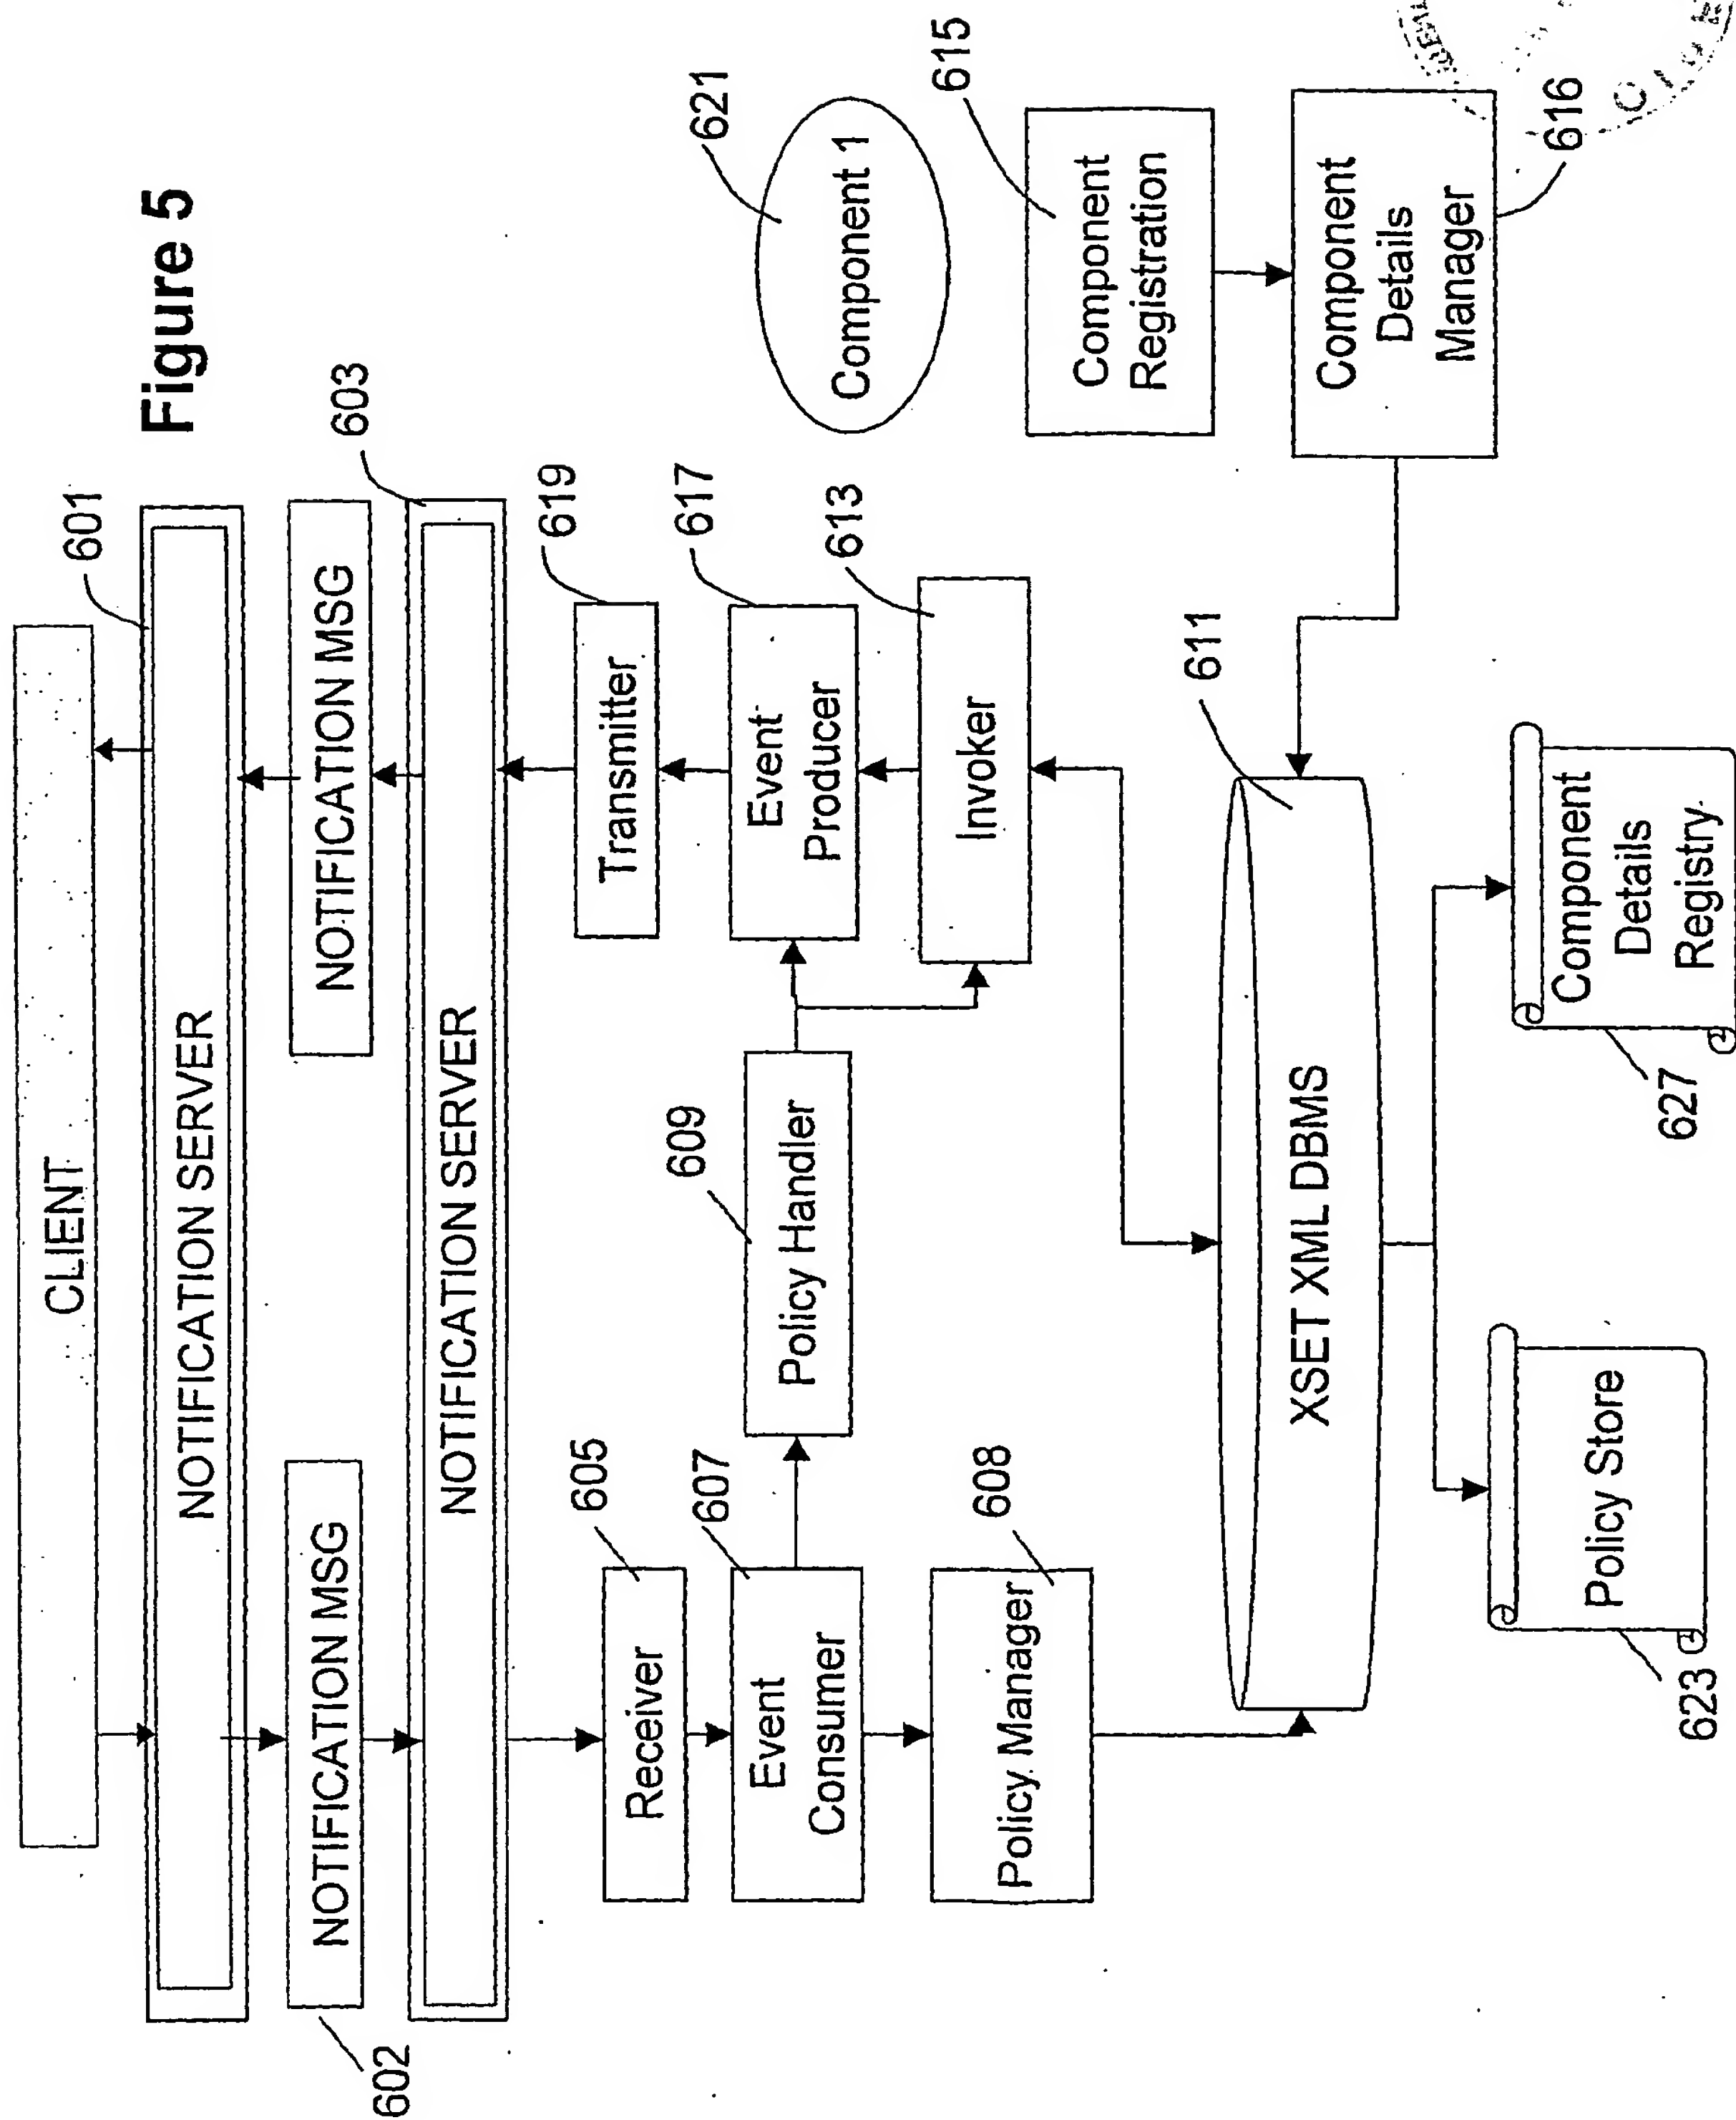 Figure 5
CLIENT
601
NOTIFICATION SERVER
602
NOTIFICATION MSG
NOTIFICATION MSG
603
NOTIFICATION SERVER
605
Receiver
619
Transmitter
607
Event
Consumer
609
Policy Handler
617
Event
Producer
621
Component 1
608
Policy Manager
613
Invoker
615
Component
Registration
611
XSET XML DBMS
Component
Details
Manager
616
623
Policy Store
627
Component
Details
Registry